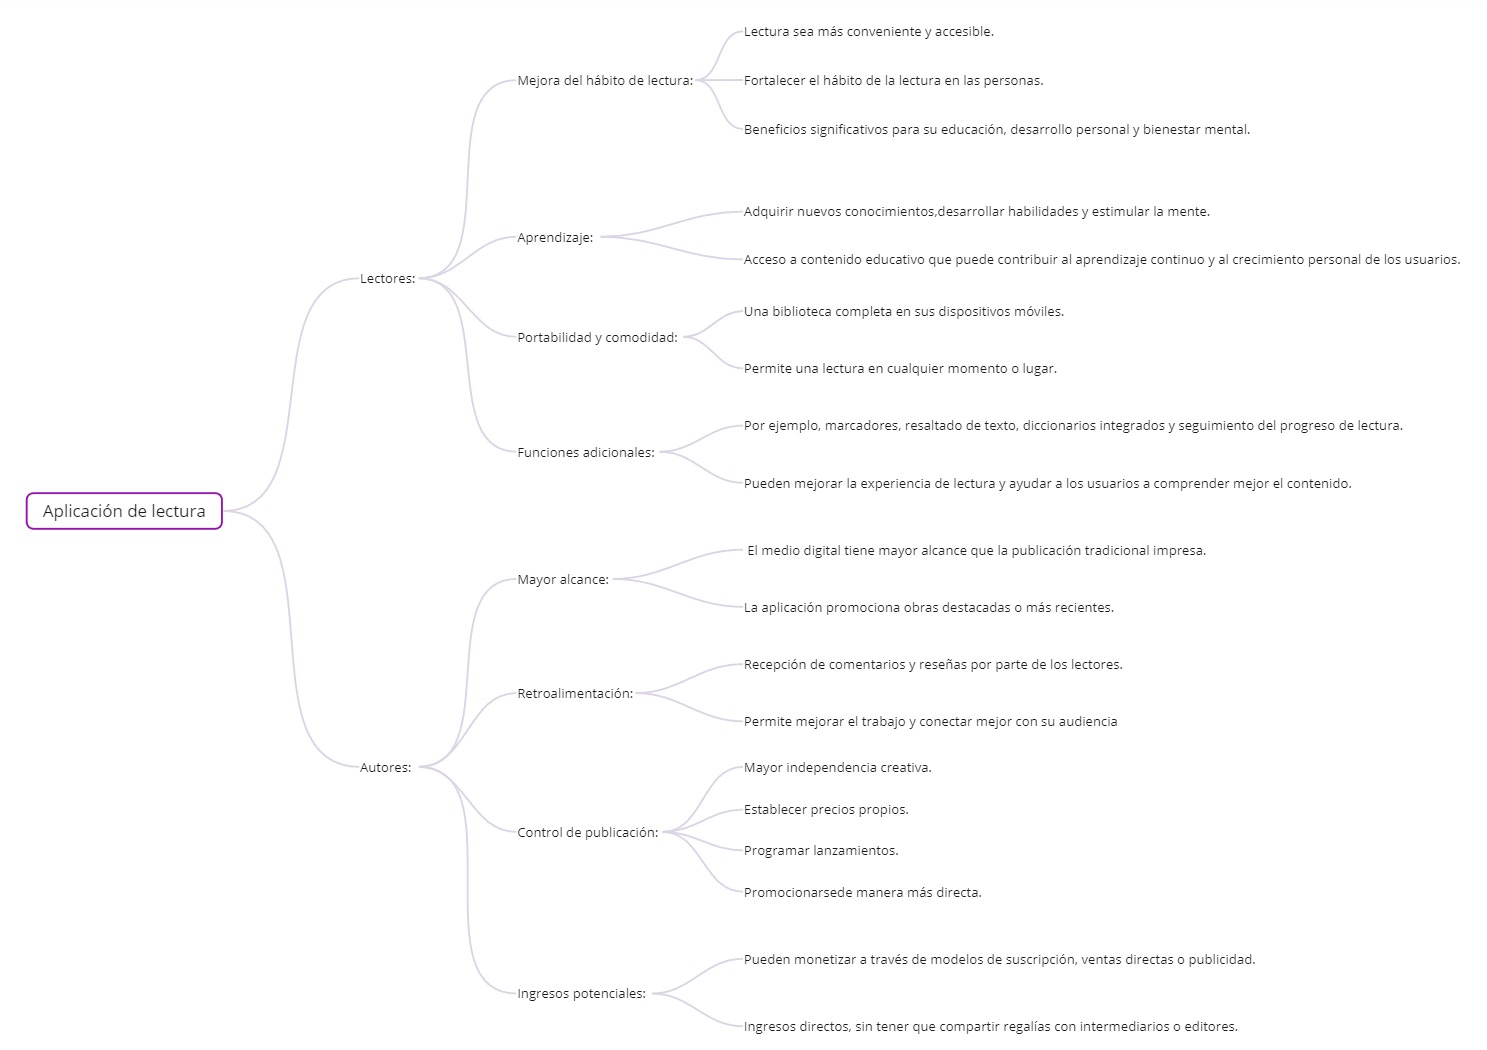 Aplicación de lectura
Lectores:
Mejora del hábito de lectura:
Lectura sea más conveniente y accesible.
Fortalecer el hábito de la lectura en las personas.
Beneficios significativos para su educación, desarrollo personal y bienestar mental.
Aprendizaje:
Adquirir nuevos conocimientos,desarrollar habilidades y estimular la mente.
Acceso a contenido educativo que puede contribuir al aprendizaje continuo y al crecimiento personal de los usuarios.
Portabilidad y comodidad:
Una biblioteca completa en sus dispositivos móviles.
Permite una lectura en cualquier momento o lugar.
Funciones adicionales:
Por ejemplo, marcadores, resaltado de texto, diccionarios integrados y seguimiento del progreso de lectura.
Pueden mejorar la experiencia de lectura y ayudar a los usuarios a comprender mejor el contenido.
Autores:
Mayor alcance:
El medio digital tiene mayor alcance que la publicación tradicional impresa.
La aplicación promociona obras destacadas o más recientes.
Retroalimentación:
Recepción de comentarios y reseñas por parte de los lectores.
Permite mejorar el trabajo y conectar mejor con su audiencia
Control de publicación:
Mayor independencia creativa.
Establecer precios propios.
Programar lanzamientos.
Promocionarsede manera más directa.
Ingresos potenciales:
Pueden monetizar a través de modelos de suscripción, ventas directas o publicidad.
Ingresos directos, sin tener que compartir regalías con intermediarios o editores.